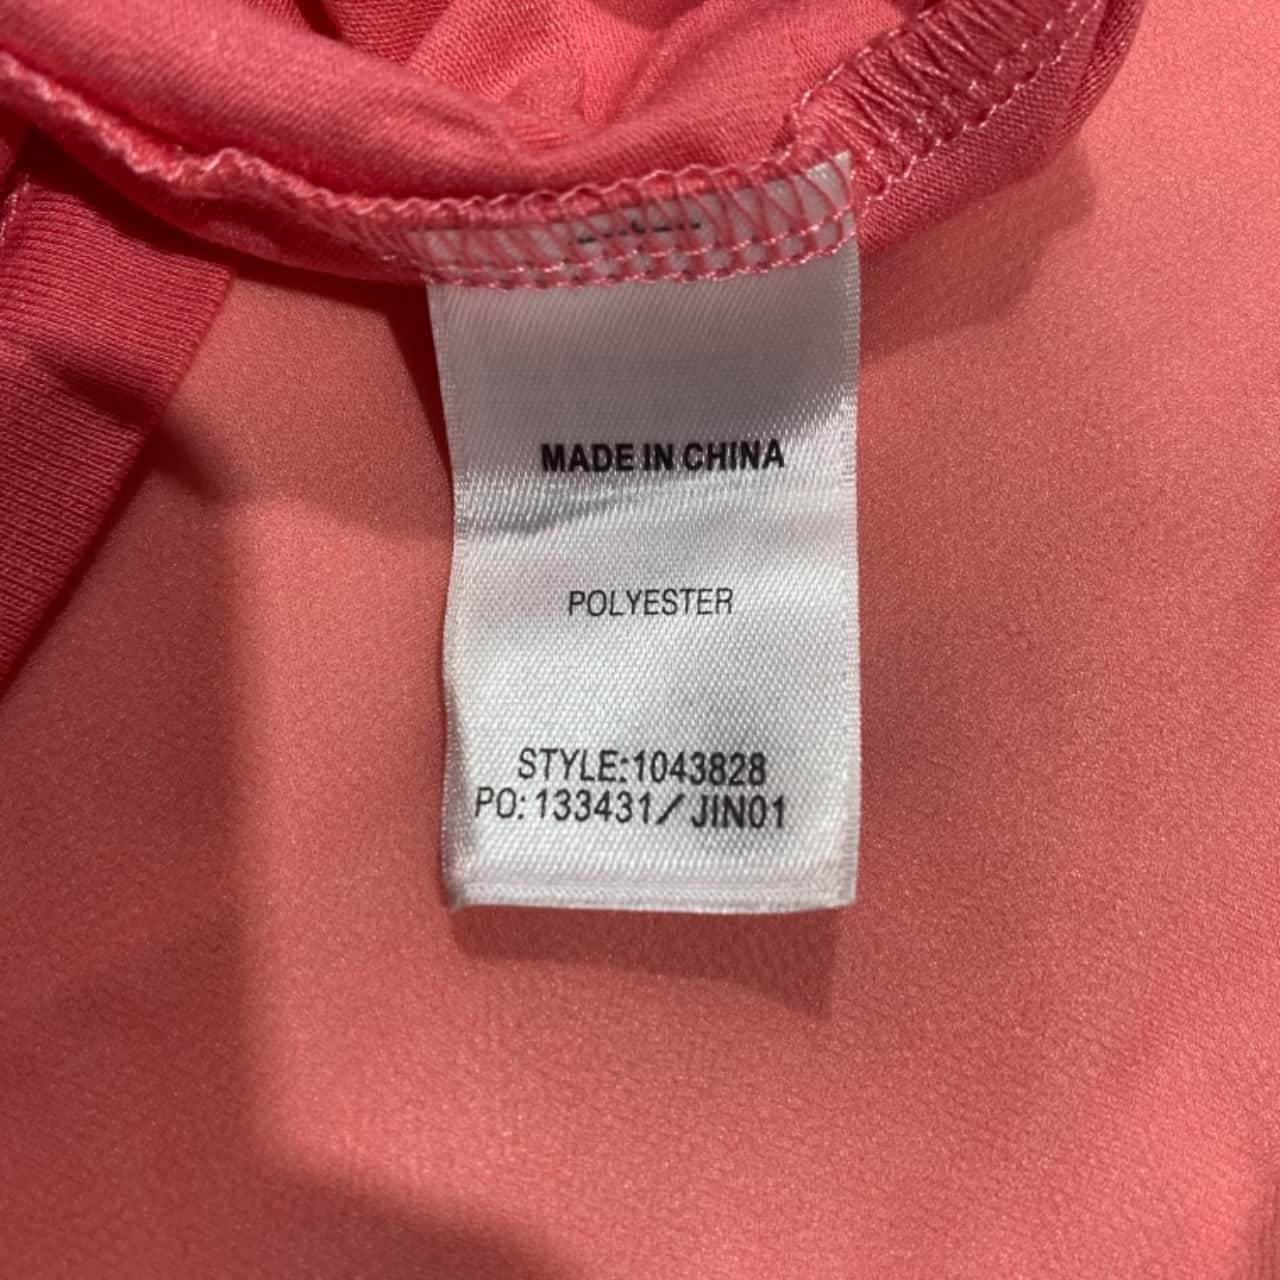 MADE IN CHINA
POLYESTER
STYLE:1043828
PO:133431/JIN01